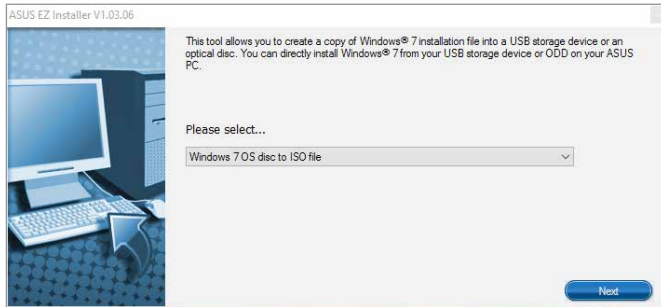 ASUS EZ Installer V1.03.06
This tool allows you to create a copy of Windows® 7 installation file into a USB storage device or an
optical disc. You can directly install Windows® 7 from your USB storage device or ODD on your ASUS
PC.
Please select...
Windows 7 OS disc to ISO file
Next